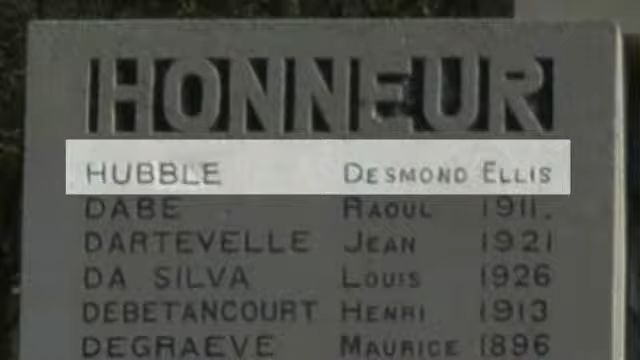 HONNEUR
HUBBLE DESMOND ELLIS
DABE RAOUL 1911.
DARTEVELLE JEAN 1921
DA SILVA LOUIS 1926
DEBETANCOURT HENRI 1913
DEGRAEVE MAURICE 1896